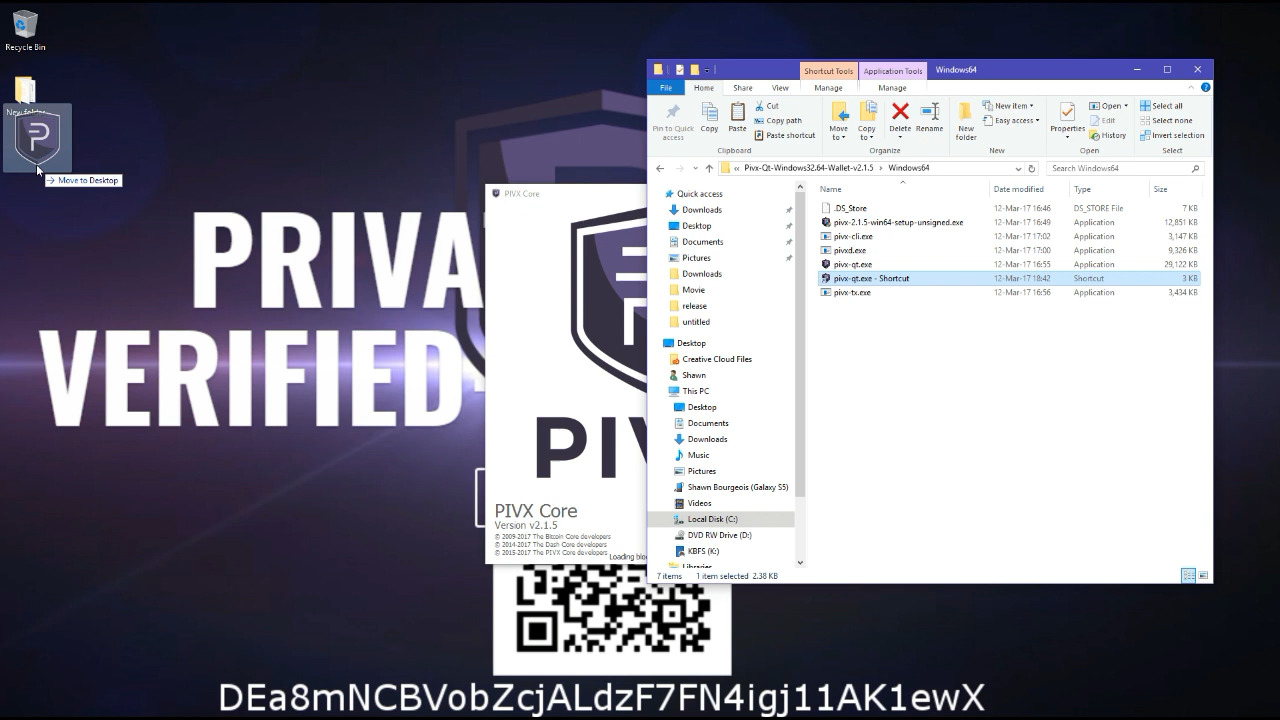 Recycle Bin
New folder
Move to Desktop
PRIVA
VERIFIED
PIVX Core
PIV
PIVX Core
Version v2.1.5
© 2009-2017 The Bitcoin Core developers
© 2014-2017 The Dash Core developers
© 2015-2017 The PIVX Core developers
Loading blo
DEa8mNCBVobZcjALdzF7FN4igj11AK1ewX
Shortcut Tools Application Tools Windows64
File Home Share View Manage Manage
Pin to Quick access
Copy
Paste
Cut
Copy path
Paste shortcut
Clipboard
Move to
Copy to
Delete
Rename
Organize
New folder
New item
Easy access
New
Properties
Open
Edit
History
Open
Select all
Select none
Invert selection
Select
« Pivx-Qt-Windows32.64-Wallet-v2.1.5 › Windows64
Search Windows64
Quick access
Downloads
Desktop
Documents
Pictures
Downloads
Movie
release
untitled
Desktop
Creative Cloud Files
Shawn
This PC
Desktop
Documents
Downloads
Music
Pictures
Shawn Bourgeois (Galaxy S5)
Videos
Local Disk (C:)
DVD RW Drive (D:)
KBFS (K:)
Libraries
Name Date modified Type Size
.DS_Store 12-Mar-17 16:46 DS_STORE File 7 KB
pivx-2.1.5-win64-setup-unsigned.exe 12-Mar-17 16:49 Application 12,851 KB
pivx-cli.exe 12-Mar-17 17:02 Application 3,147 KB
pivxd.exe 12-Mar-17 17:00 Application 9,326 KB
pivx-qt.exe 12-Mar-17 16:55 Application 29,122 KB
pivx-qt.exe - Shortcut 12-Mar-17 18:42 Shortcut 3 KB
pivx-tx.exe 12-Mar-17 16:56 Application 3,434 KB
7 items 1 item selected 2.38 KB